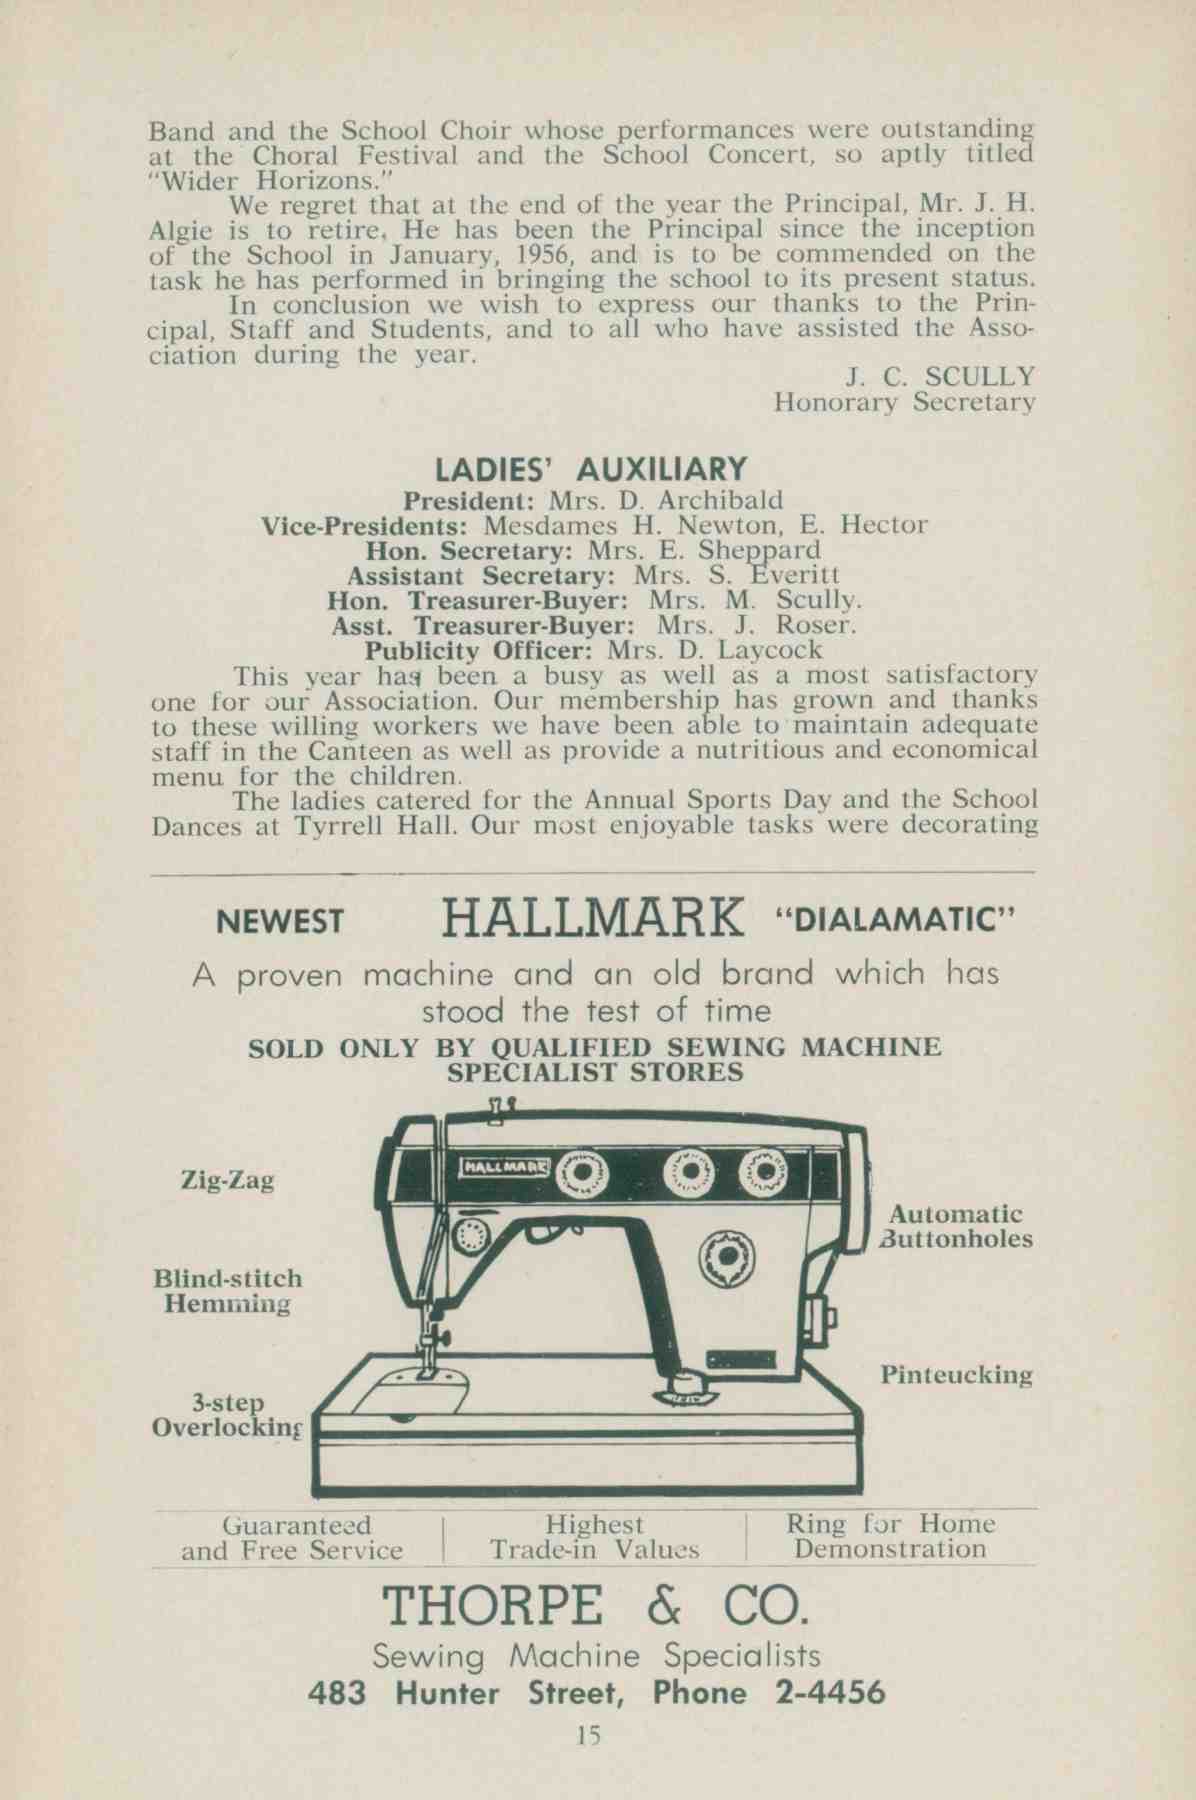 Band and the School Choir whose performances were outstanding
at the Choral Festival and the School Concert, so aptly titled
"Wider Horizons."
We regret that at the end of the year the Principal, Mr. J. H.
Algie is to retire. He has been the Principal since the inception
of the School in January, 1956, and is to be commended on the
task he has performed in bringing the school to its present status.
In conclusion we wish to express our thanks to the Prin-
cipal, Staff and Students, and to all who have assisted the Asso-
ciation during the year.
J. C. SCULLY
Honorary Secretary
LADIES' AUXILIARY
President: Mrs. D. Archibald
Vice-Presidents: Mesdames H. Newton, E. Hector
Hon. Secretary: Mrs. E. Sheppard
Assistant Secretary: Mrs. S. Everitt
Hon. Treasurer-Buyer: Mrs. M. Scully.
Asst. Treasurer-Buyer: Mrs. J. Roser.
Publicity Officer: Mrs. D. Laycock
This year has been a busy as well as a most satisfactory
one for our Association. Our membership has grown and thanks
to these willing workers we have been able to maintain adequate
staff in the Canteen as well as provide a nutritious and economical
menu for the children.
The ladies catered for the Annual Sports Day and the School
Dances at Tyrrell Hall. Our most enjoyable tasks were decorating
NEWEST HALLMARK "DIALAMATIC"
A proven machine and an old brand which has
stood the test of time
SOLD ONLY BY QUALIFIED SEWING MACHINE
SPECIALIST STORES
HALLMARK
Zig-Zag
Automatic
Buttonholes
Blind-stitch
Hemming
Pinteucking
3-step
Overlocking
Guaranteed
and Free Service
Highest
Trade-in Values
Ring for Home
Demonstration
THORPE & CO.
Sewing Machine Specialists
483 Hunter Street, Phone 2-4456
15